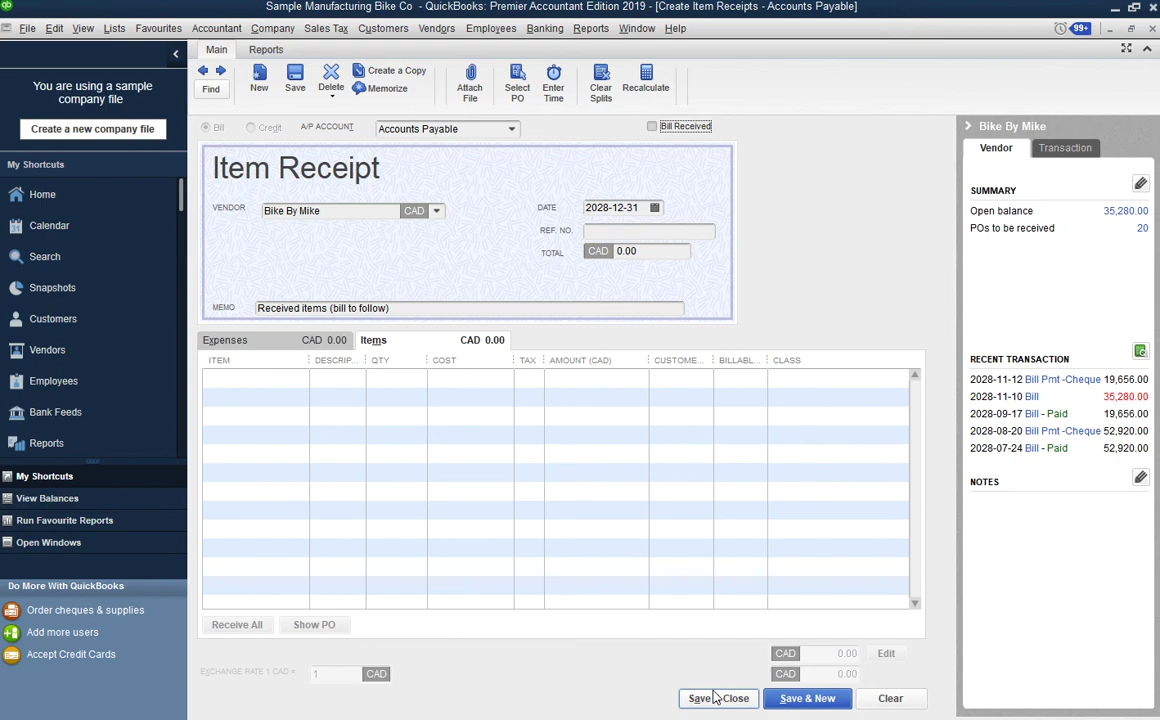 Sample Manufacturing Bike Co - QuickBooks: Premier Accountant Edition 2019 - [Create Item Receipts - Accounts Payable]
File Edit View Lists Favourites Accountant Company Sales Tax Customers Vendors Employees Banking Reports Window Help
99+
Main Reports
Find New Save Delete Create a Copy Memorize Attach File Select PO Enter Time Clear Splits Recalculate
You are using a sample company file
Create a new company file
My Shortcuts
Home
Calendar
Search
Snapshots
Customers
Vendors
Employees
Bank Feeds
Reports
My Shortcuts
View Balances
Run Favourite Reports
Open Windows
Do More With QuickBooks
Order cheques & supplies
Add more users
Accept Credit Cards
Bill Credit A/P ACCOUNT Accounts Payable Bill Received
Item Receipt
VENDOR Bike By Mike CAD DATE 2028-12-31
REF. NO.
TOTAL CAD 0.00
MEMO Received items (bill to follow)
Expenses CAD 0.00 Items CAD 0.00
ITEM DESCRIP... QTY COST TAX AMOUNT (CAD) CUSTOME... BILLABL... CLASS
Receive All Show PO
CAD 0.00 Edit
EXCHANGE RATE 1 CAD = 1 CAD CAD 0.00
Save & Close Save & New Clear
Bike By Mike
Vendor Transaction
SUMMARY
Open balance 35,280.00
POs to be received 20
RECENT TRANSACTION
2028-11-12 Bill Pmt -Cheque 19,656.00
2028-11-10 Bill 35,280.00
2028-09-17 Bill - Paid 19,656.00
2028-08-20 Bill Pmt -Cheque 52,920.00
2028-07-24 Bill - Paid 52,920.00
NOTES